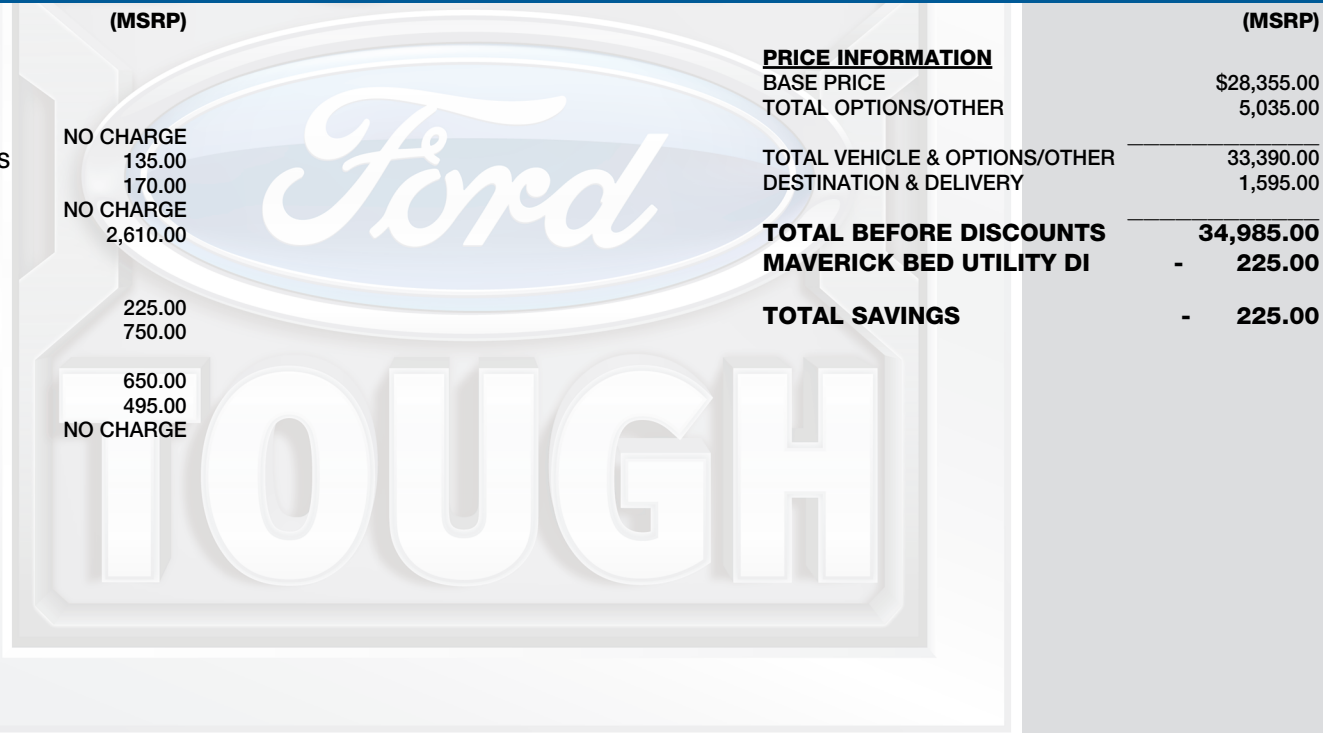 (MSRP)
NO CHARGE
S 135.00
170.00
NO CHARGE
2,610.00
225.00
750.00
650.00
495.00
NO CHARGE
(MSRP)
PRICE INFORMATION
BASE PRICE $28,355.00
TOTAL OPTIONS/OTHER 5,035.00
TOTAL VEHICLE & OPTIONS/OTHER 33,390.00
DESTINATION & DELIVERY 1,595.00
TOTAL BEFORE DISCOUNTS 34,985.00
MAVERICK BED UTILITY DI - 225.00
TOTAL SAVINGS - 225.00
Ford
TOUGH